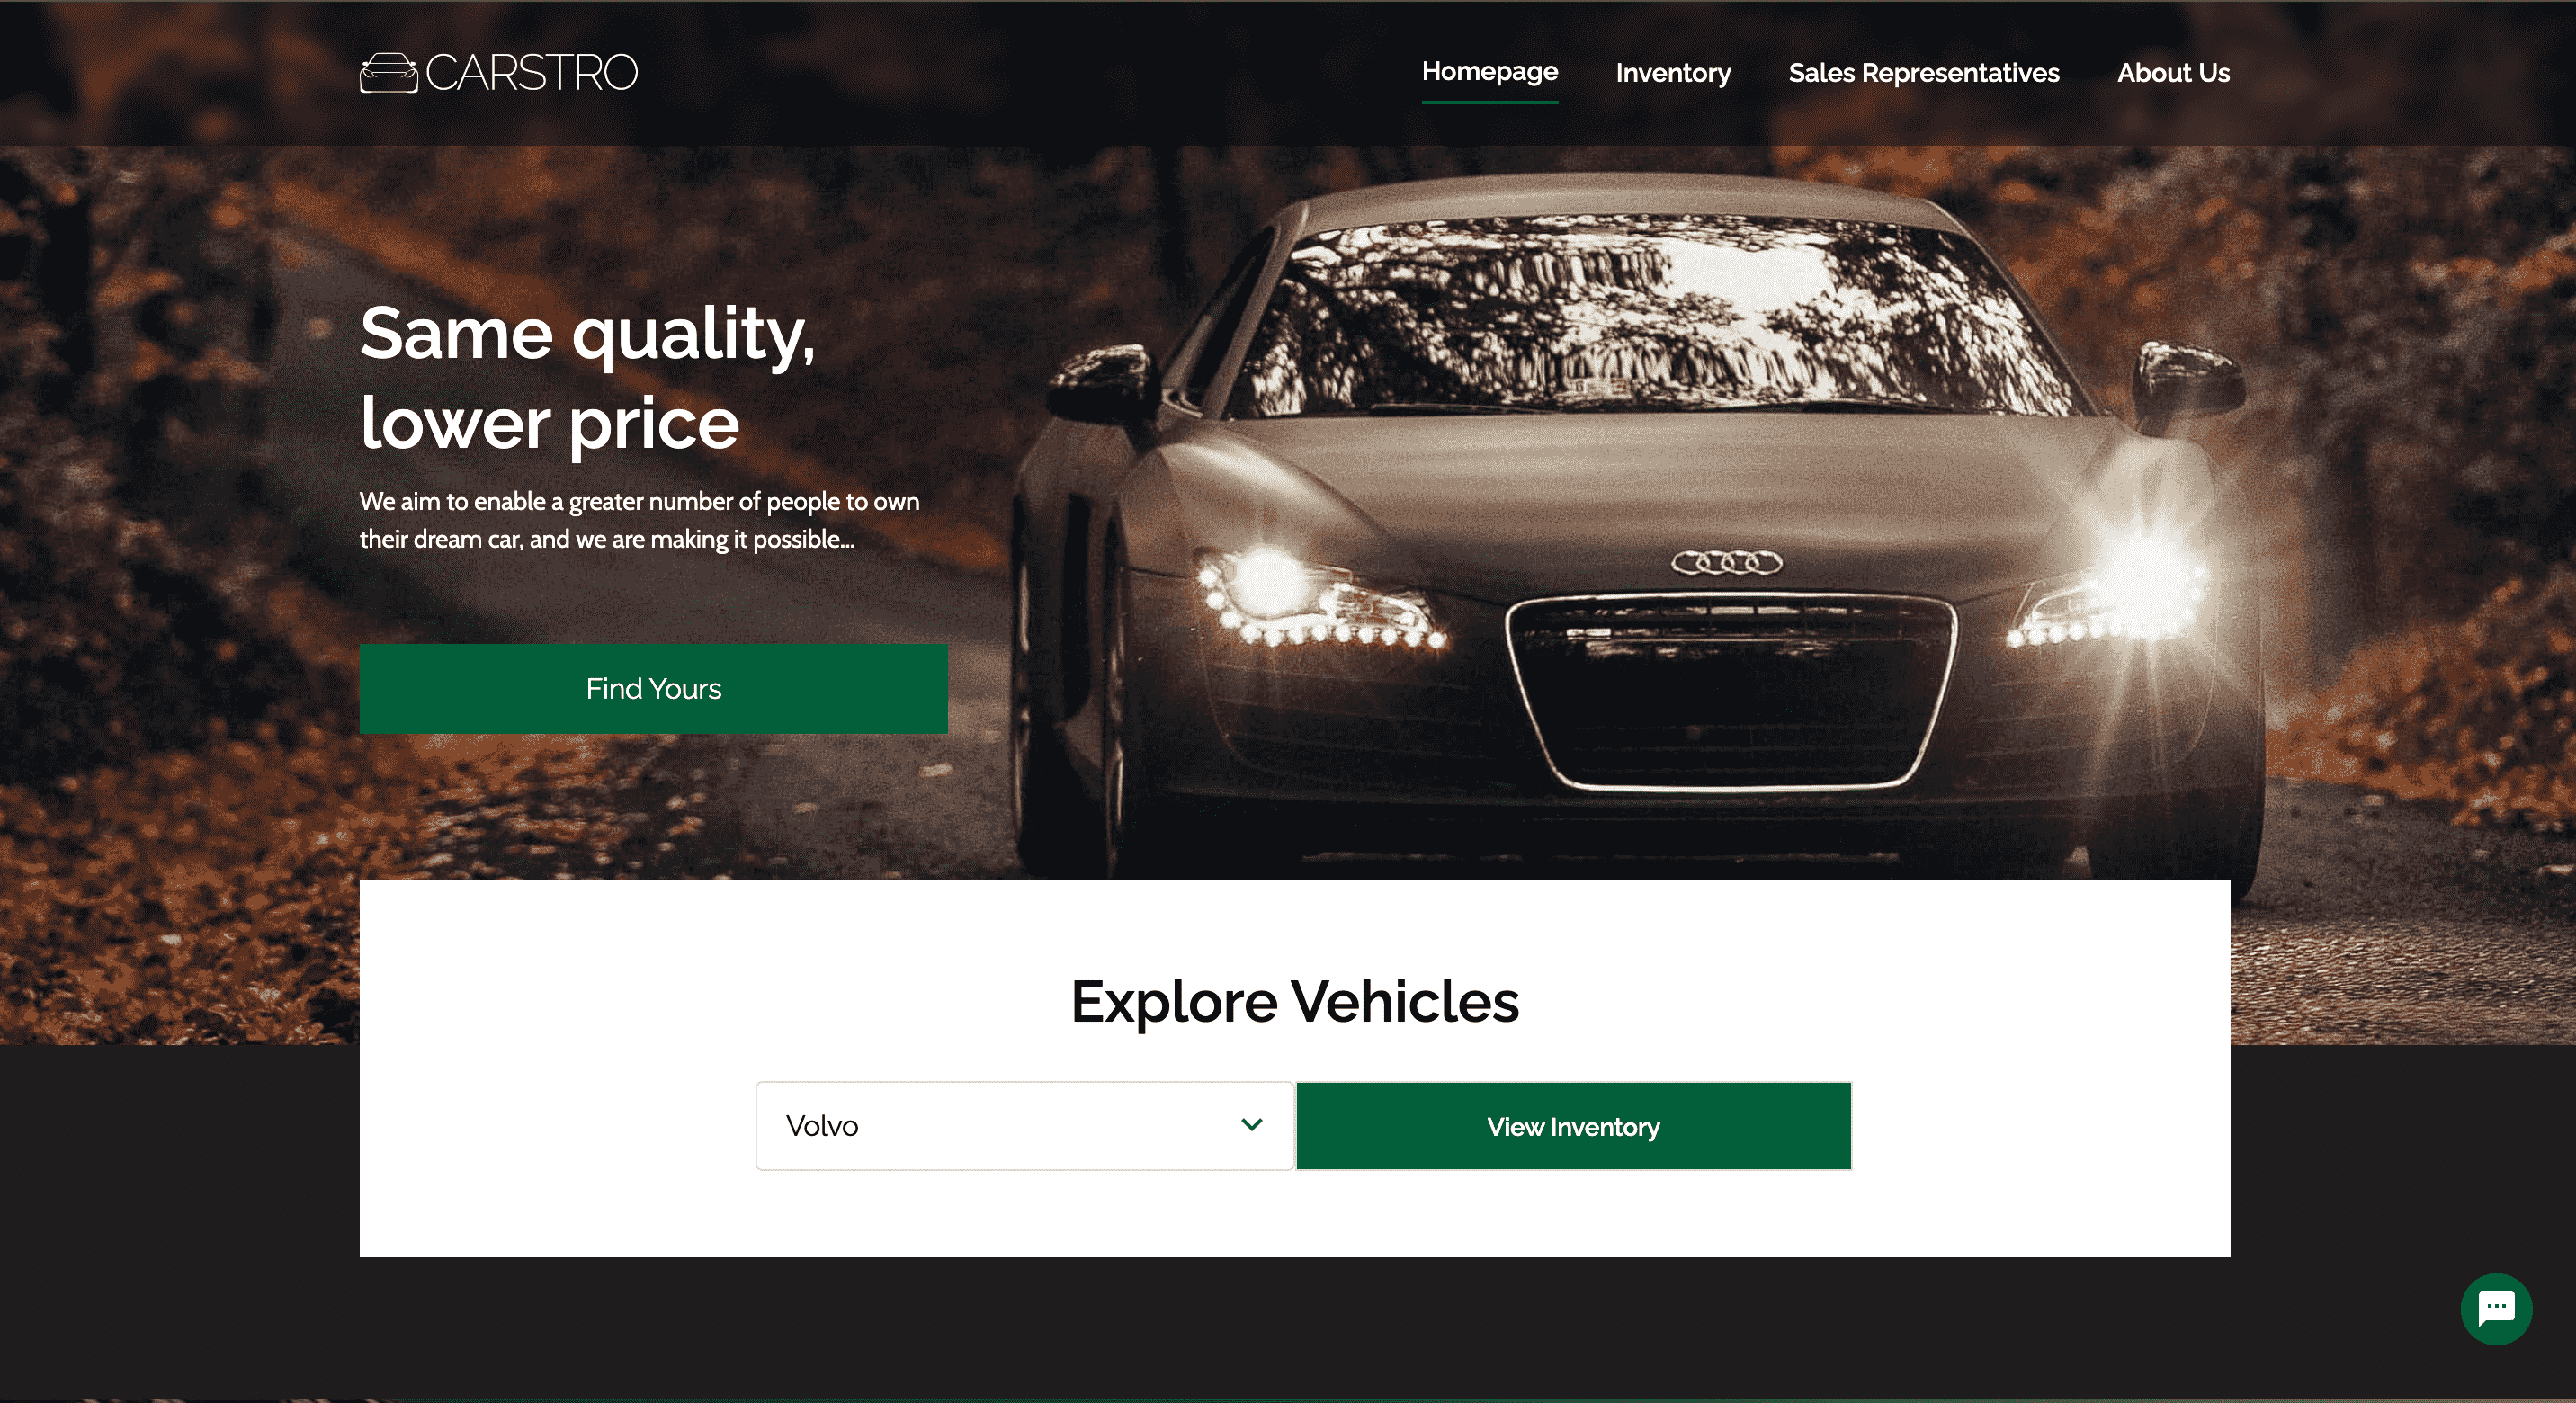 CARSTRO
Homepage
Inventory
Sales Representatives
About Us
Same quality,
lower price
We aim to enable a greater number of people to own
their dream car, and we are making it possible...
Find Yours
Explore Vehicles
Volvo
View Inventory